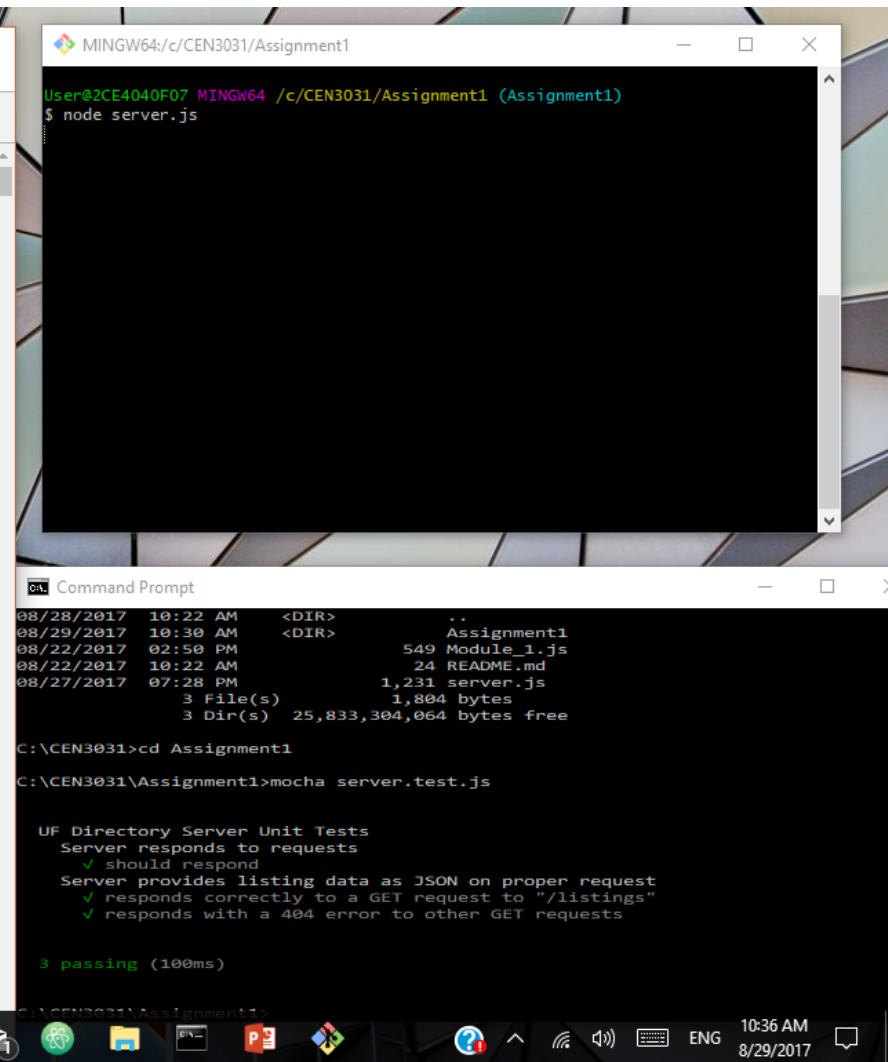 MINGW64:/c/CEN3031/Assignment1
User@2CE4040F07 MINGW64 /c/CEN3031/Assignment1 (Assignment1)
$ node server.js
Command Prompt
08/28/2017  10:22 AM    <DIR>          ..
08/29/2017  10:30 AM    <DIR>          Assignment1
08/22/2017  02:50 PM               549 Module_1.js
08/22/2017  10:22 AM                24 README.md
08/27/2017  07:28 PM             1,231 server.js
3 File(s)          1,804 bytes
3 Dir(s)  25,833,304,064 bytes free
C:\CEN3031>cd Assignment1
C:\CEN3031\Assignment1>mocha server.test.js
UF Directory Server Unit Tests
Server responds to requests
√ should respond
Server provides listing data as JSON on proper request
√ responds correctly to a GET request to "/listings"
√ responds with a 404 error to other GET requests
3 passing (100ms)
C:\CEN3031\Assignment1>
1
ENG
10:36 AM
8/29/2017